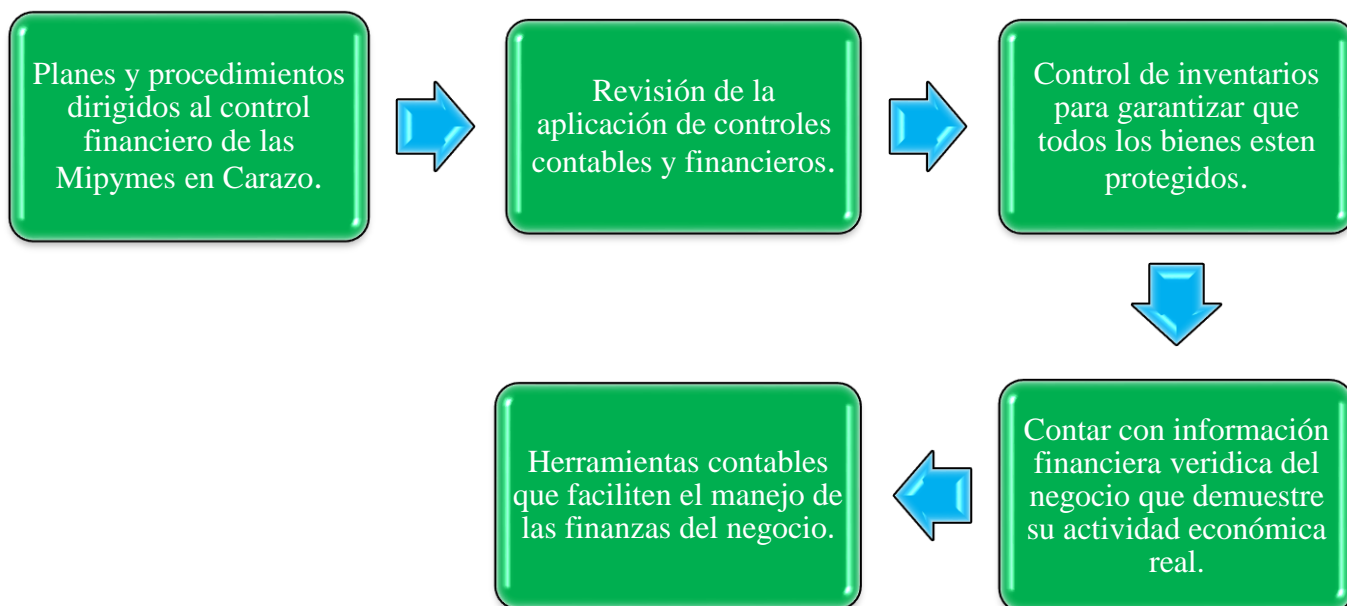 Planes y procedimientos
dirigidos al control
financiero de las
Mipymes en Carazo.
Revisión de la
aplicación de controles
contables y financieros.
Control de inventarios
para garantizar que
todos los bienes esten
protegidos.
Contar con información
financiera veridica del
negocio que demuestre
su actividad económica
real.
Herramientas contables
que faciliten el manejo de
las finanzas del negocio.